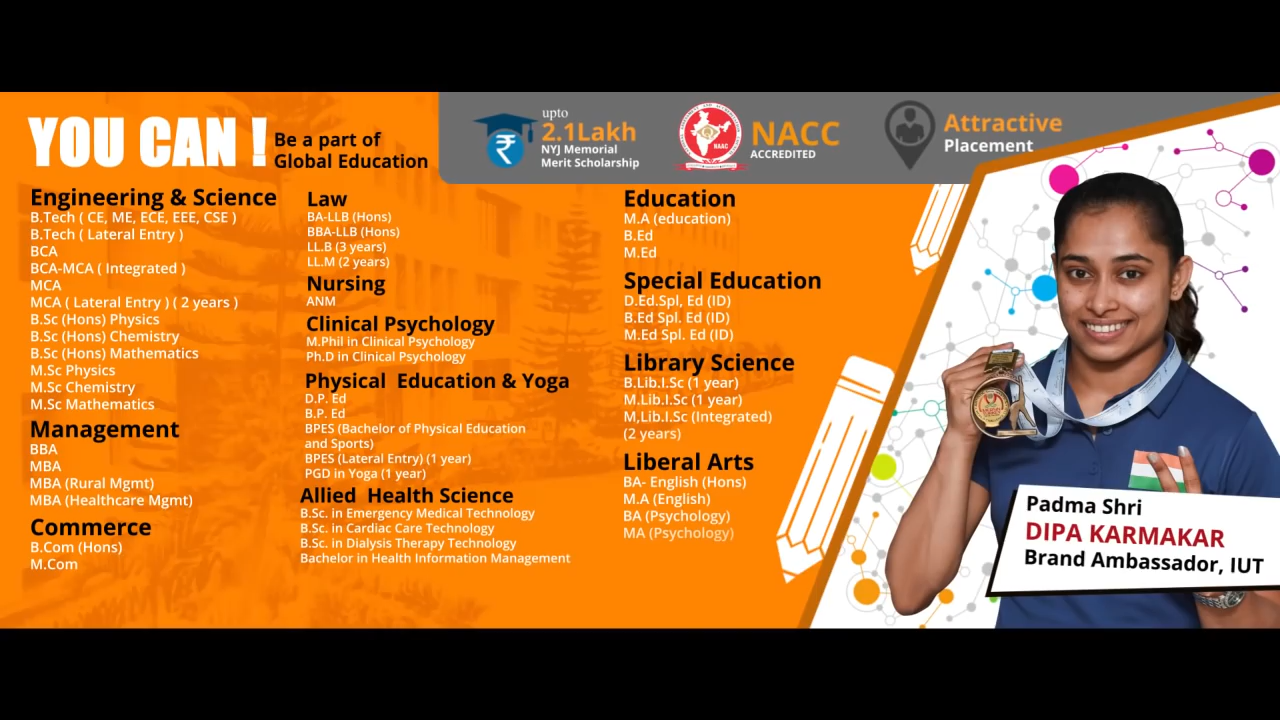 YOU CAN !
Be a part of
Global Education
upto
2.1Lakh
NYJ Memorial
Merit Scholarship
NAAC
NACC
ACCREDITED
Attractive
Placement
Engineering & Science
B.Tech ( CE, ME, ECE, EEE, CSE )
B.Tech ( Lateral Entry )
BCA
BCA-MCA ( Integrated )
MCA
MCA ( Lateral Entry ) ( 2 years )
B.Sc (Hons) Physics
B.Sc (Hons) Chemistry
B.Sc (Hons) Mathematics
M.Sc Physics
M.Sc Chemistry
M.Sc Mathematics
Management
BBA
MBA
MBA (Rural Mgmt)
MBA (Healthcare Mgmt)
Commerce
B.Com (Hons)
M.Com
Law
BA-LLB (Hons)
BBA-LLB (Hons)
LL.B (3 years)
LL.M (2 years)
Nursing
ANM
Clinical Psychology
M.Phil in Clinical Psychology
Ph.D in Clinical Psychology
Physical Education & Yoga
D.P. Ed
B.P. Ed
BPES (Bachelor of Physical Education
and Sports)
BPES (Lateral Entry) (1 year)
PGD in Yoga (1 year)
Allied Health Science
B.Sc. in Emergency Medical Technology
B.Sc. in Cardiac Care Technology
B.Sc. in Dialysis Therapy Technology
Bachelor in Health Information Management
Education
M.A (education)
B.Ed
M.Ed
Special Education
D.Ed.Spl, Ed (ID)
B.Ed Spl. Ed (ID)
M.Ed Spl. Ed (ID)
Library Science
B.Lib.I.Sc (1 year)
M.Lib.I.Sc (1 year)
M,Lib.I.Sc (Integrated)
(2 years)
Liberal Arts
BA- English (Hons)
M.A (English)
BA (Psychology)
MA (Psychology)
Padma Shri
DIPA KARMAKAR
Brand Ambassador, IUT